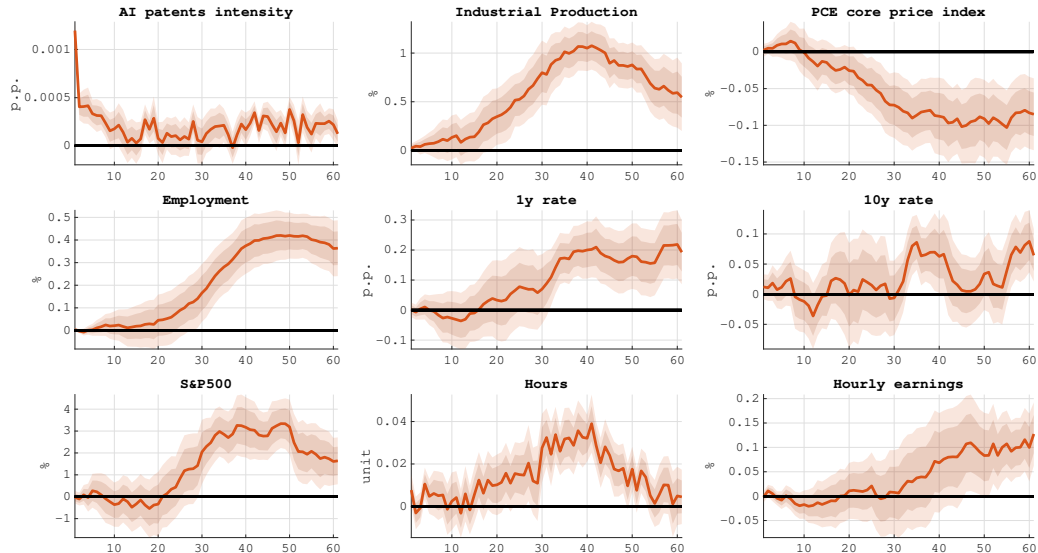 AI patents intensity
p.p.
0.001
0.0005
0
10 20 30 40 50 60
Industrial Production
%
1
0.5
0
10 20 30 40 50 60
PCE core price index
%
0
-0.05
-0.1
-0.15
10 20 30 40 50 60
Employment
%
0.5
0.4
0.3
0.2
0.1
0
10 20 30 40 50 60
1y rate
p.p.
0.3
0.2
0.1
0
-0.1
10 20 30 40 50 60
10y rate
p.p.
0.1
0.05
0
-0.05
10 20 30 40 50 60
S&P500
%
4
3
2
1
0
-1
10 20 30 40 50 60
Hours
unit
0.04
0.02
0
10 20 30 40 50 60
Hourly earnings
%
0.2
0.15
0.1
0.05
0
-0.05
10 20 30 40 50 60